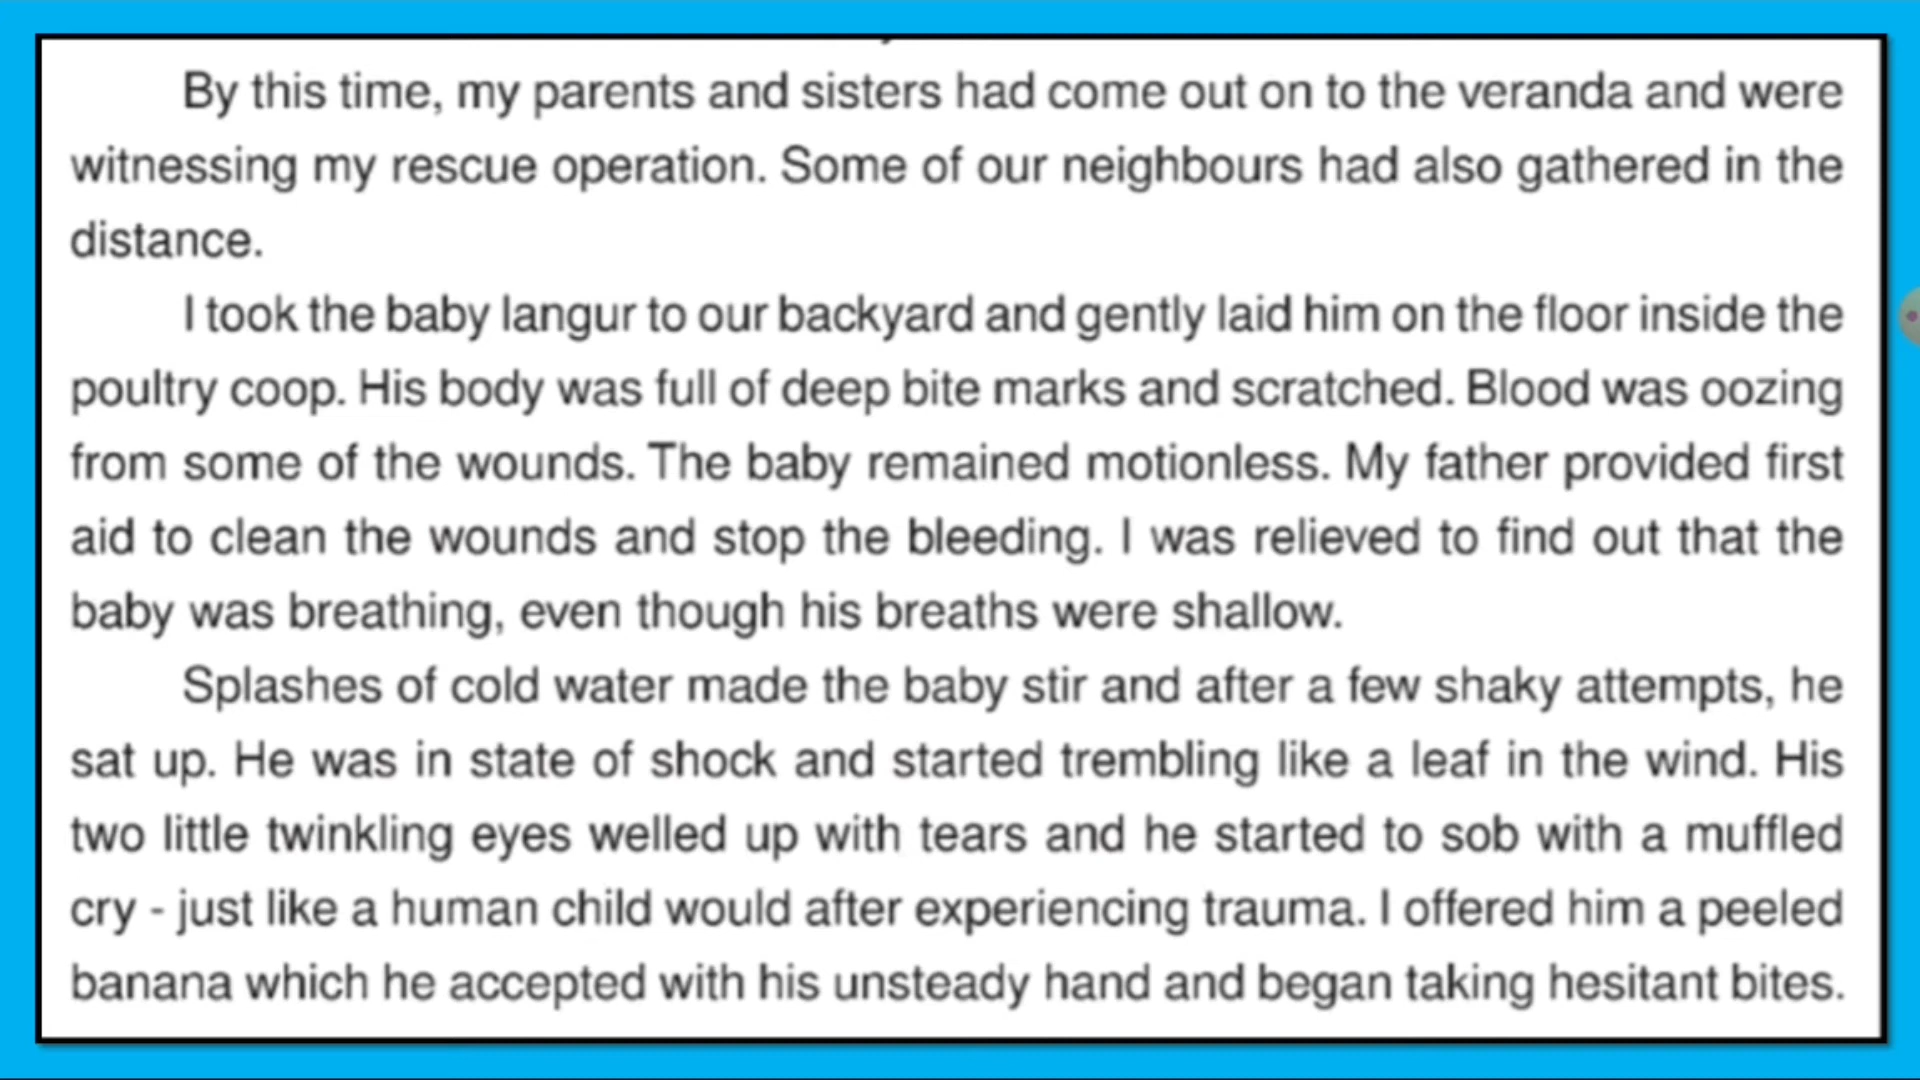 By this time, my parents and sisters had come out on to the veranda and were
witnessing my rescue operation. Some of our neighbours had also gathered in the
distance.
I took the baby langur to our backyard and gently laid him on the floor inside the
poultry coop. His body was full of deep bite marks and scratched. Blood was oozing
from some of the wounds. The baby remained motionless. My father provided first
aid to clean the wounds and stop the bleeding. I was relieved to find out that the
baby was breathing, even though his breaths were shallow.
Splashes of cold water made the baby stir and after a few shaky attempts, he
sat up. He was in state of shock and started trembling like a leaf in the wind. His
two little twinkling eyes welled up with tears and he started to sob with a muffled
cry - just like a human child would after experiencing trauma. I offered him a peeled
banana which he accepted with his unsteady hand and began taking hesitant bites.